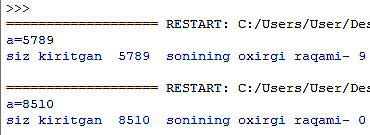 >>>
==================== RESTART: C:/Users/User/Des
a=5789
siz kiritgan  5789  sonining oxirgi raqami- 9
==================== RESTART: C:/Users/User/Des
a=8510
siz kiritgan  8510  sonining oxirgi raqami- 0